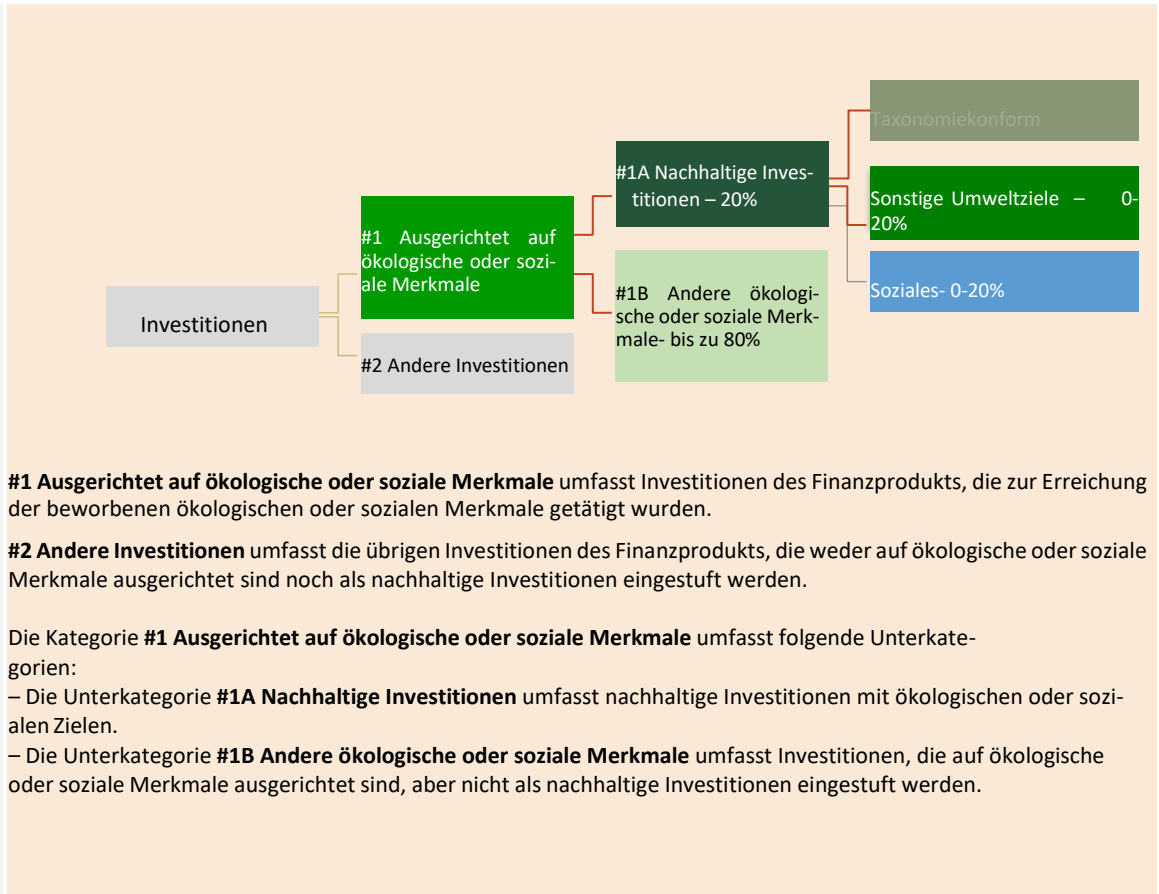 Taxonomiekonform
#1A Nachhaltige Inves-
titionen – 20%
Sonstige Umweltziele – 0-
20%
#1 Ausgerichtet auf
ökologische oder sozi-
ale Merkmale
Soziales- 0-20%
#1B Andere ökologi-
sche oder soziale Merk-
male- bis zu 80%
Investitionen
#2 Andere Investitionen
#1 Ausgerichtet auf ökologische oder soziale Merkmale umfasst Investitionen des Finanzprodukts, die zur Erreichung
der beworbenen ökologischen oder sozialen Merkmale getätigt wurden.
#2 Andere Investitionen umfasst die übrigen Investitionen des Finanzprodukts, die weder auf ökologische oder soziale
Merkmale ausgerichtet sind noch als nachhaltige Investitionen eingestuft werden.
Die Kategorie #1 Ausgerichtet auf ökologische oder soziale Merkmale umfasst folgende Unterkate-
gorien:
– Die Unterkategorie #1A Nachhaltige Investitionen umfasst nachhaltige Investitionen mit ökologischen oder sozi-
alen Zielen.
– Die Unterkategorie #1B Andere ökologische oder soziale Merkmale umfasst Investitionen, die auf ökologische
oder soziale Merkmale ausgerichtet sind, aber nicht als nachhaltige Investitionen eingestuft werden.